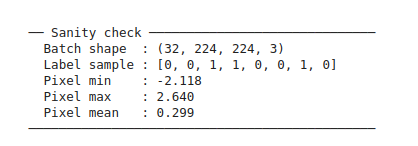 ── Sanity check ──────────────────────────────
  Batch shape  : (32, 224, 224, 3)
  Label sample : [0, 0, 1, 1, 0, 0, 1, 0]
  Pixel min    : -2.118
  Pixel max    : 2.640
  Pixel mean   : 0.299
──────────────────────────────────────────────